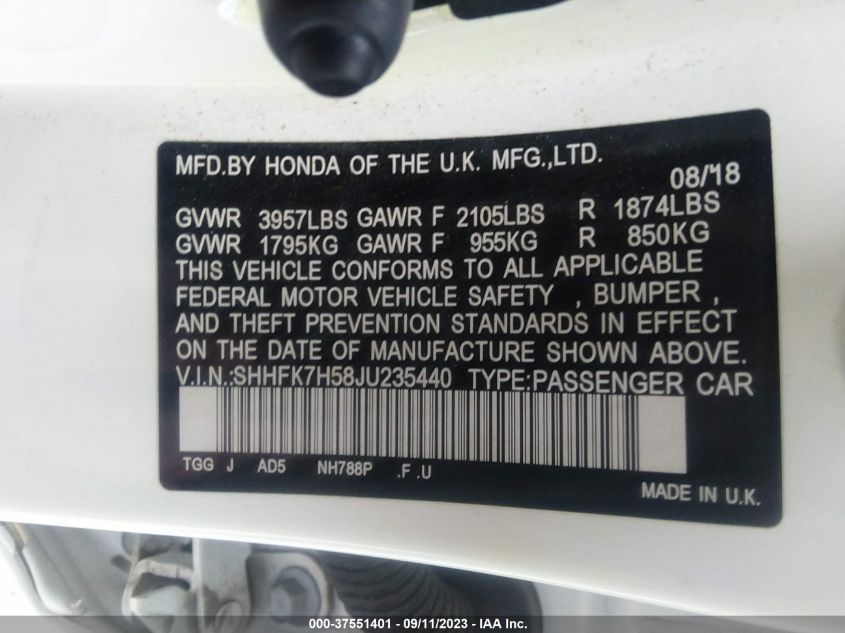 MFD.BY HONDA OF THE U.K. MFG.,LTD.
08/18
GVWR 3957LBS GAWR F 2105LBS R 1874LBS
GVWR 1795KG GAWR F 955KG R 850KG
THIS VEHICLE CONFORMS TO ALL APPLICABLE
FEDERAL MOTOR VEHICLE SAFETY , BUMPER ,
AND THEFT PREVENTION STANDARDS IN EFFECT
ON THE DATE OF MANUFACTURE SHOWN ABOVE.
V.I.N.:SHHFK7H58JU235440 TYPE:PASSENGER CAR
TGG J AD5 NH788P .F .U
MADE IN U.K.
000-37551401 - 09/11/2023 - IAA Inc.